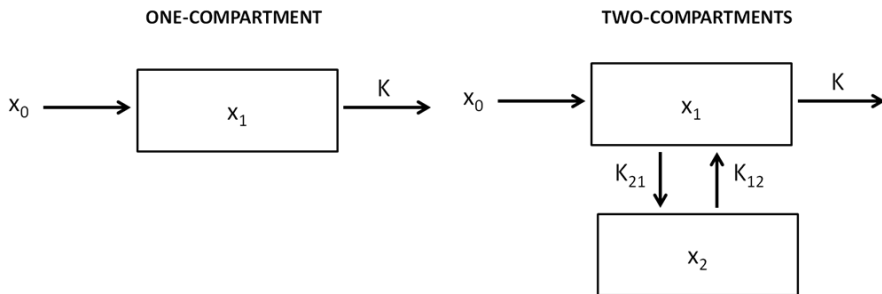 ONE-COMPARTMENT
x₀
x₁
K
TWO-COMPARTMENTS
x₀
x₁
K
K₂₁
K₁₂
x₂